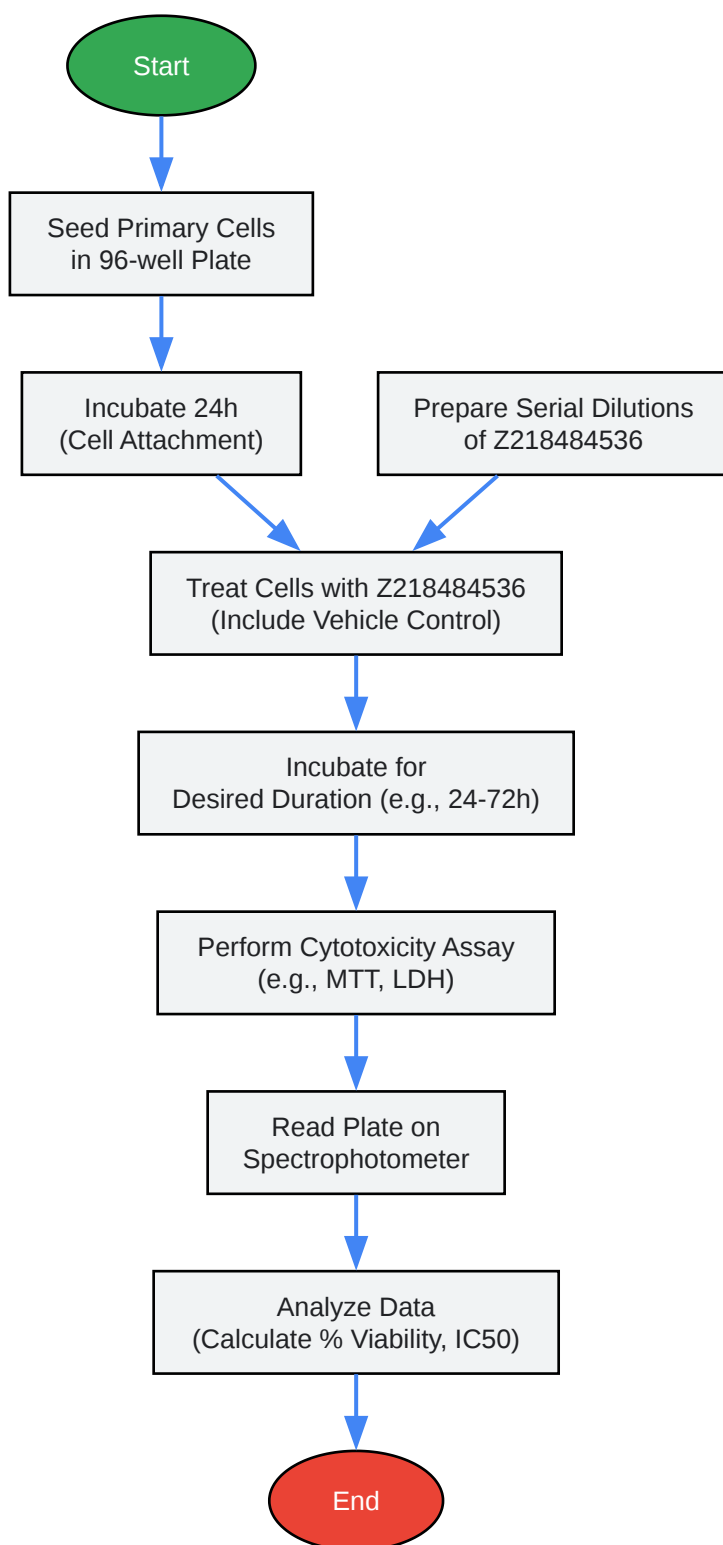 Start
Seed Primary Cells
in 96-well Plate
Incubate 24h
(Cell Attachment)
Prepare Serial Dilutions
of Z218484536
Treat Cells with Z218484536
(Include Vehicle Control)
Incubate for
Desired Duration (e.g., 24-72h)
Perform Cytotoxicity Assay
(e.g., MTT, LDH)
Read Plate on
Spectrophotometer
Analyze Data
(Calculate % Viability, IC50)
End